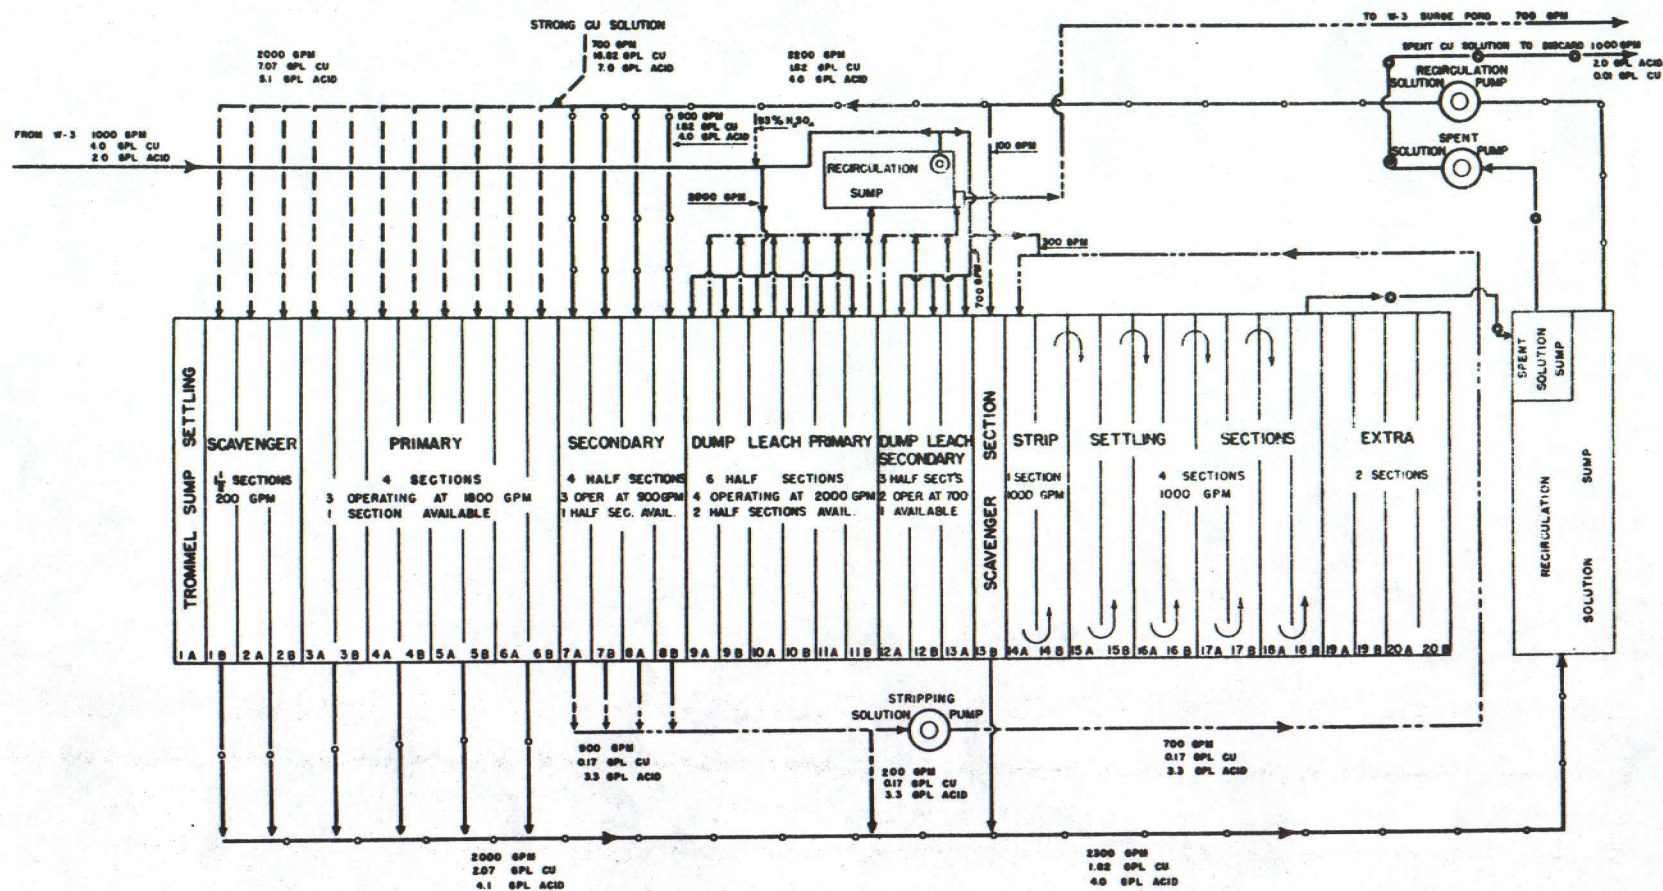 TO W-3 SURGE POND 700 GPM
STRONG CU SOLUTION
700 GPM
16.82 GPL CU
7.0 GPL ACID
2000 GPM
7.07 GPL CU
5.1 GPL ACID
2200 GPM
1.82 GPL CU
4.0 GPL ACID
SPENT CU SOLUTION TO DISCARD 1000 GPM
2.0 GPL ACID
0.01 GPL CU
RECIRCULATION
SOLUTION PUMP
FROM W-3 1000 GPM
4.0 GPL CU
2.0 GPL ACID
900 GPM
1.82 GPL CU
4.0 GPL ACID
93% H2SO4
100 GPM
SPENT
SOLUTION PUMP
RECIRCULATION
SUMP
300 GPM
700 GPM
TROMMEL SUMP SETTLING
SCAVENGER
1 1/2 SECTIONS
200 GPM
PRIMARY
4 SECTIONS
3 OPERATING AT 1800 GPM
1 SECTION AVAILABLE
SECONDARY
4 HALF SECTIONS
3 OPER AT 900 GPM
1 HALF SEC. AVAIL.
DUMP LEACH PRIMARY
6 HALF SECTIONS
4 OPERATING AT 2000 GPM
2 HALF SECTIONS AVAIL.
DUMP LEACH
SECONDARY
3 HALF SECT'S
2 OPER AT 700
1 AVAILABLE
SCAVENGER SECTION
STRIP
1 SECTION
1000 GPM
SETTLING SECTIONS
4 SECTIONS
1000 GPM
EXTRA
2 SECTIONS
SPENT
SOLUTION
SUMP
RECIRCULATION
SOLUTION SUMP
1A 1B 2A 2B 3A 3B 4A 4B 5A 5B 6A 6B 7A 7B 8A 8B 9A 9B 10A 10B 11A 11B 12A 12B 13A 13B 14A 14B 15A 15B 16A 16B 17A 17B 18A 18B 19A 19B 20A 20B
STRIPPING
SOLUTION PUMP
900 GPM
0.17 GPL CU
3.3 GPL ACID
200 GPM
0.17 GPL CU
3.3 GPL ACID
700 GPM
0.17 GPL CU
3.3 GPL ACID
2000 GPM
2.07 GPL CU
4.1 GPL ACID
2300 GPM
1.82 GPL CU
4.0 GPL ACID